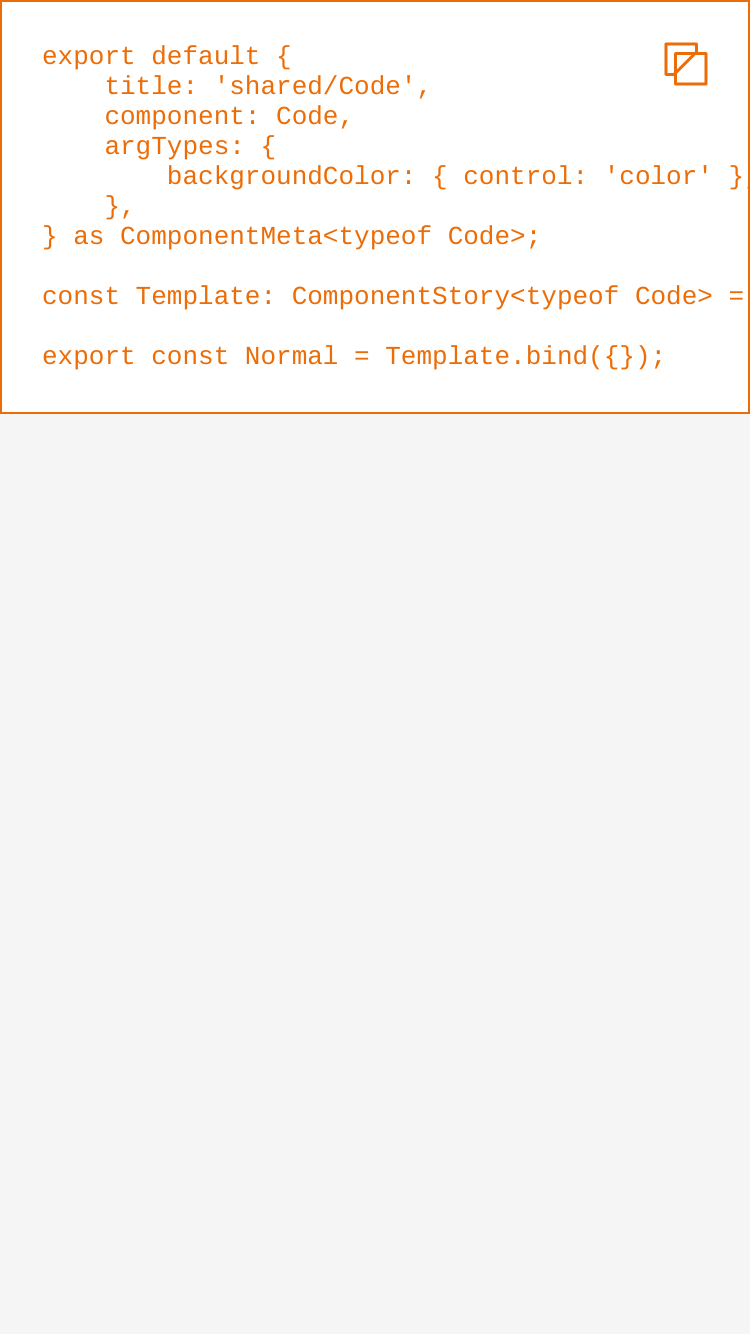 export default {
    title: 'shared/Code',
    component: Code,
    argTypes: {
        backgroundColor: { control: 'color' },
    },
} as ComponentMeta<typeof Code>;

const Template: ComponentStory<typeof Code> =

export const Normal = Template.bind({});